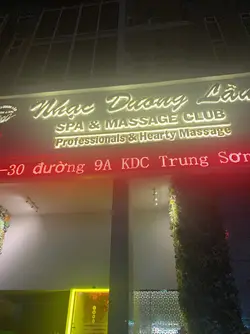 Nhạc Dương Lầu
SPA & MASSAGE CLUB
Professionals & Hearty Massage
-30 đường 9A KDC Trung Sơn